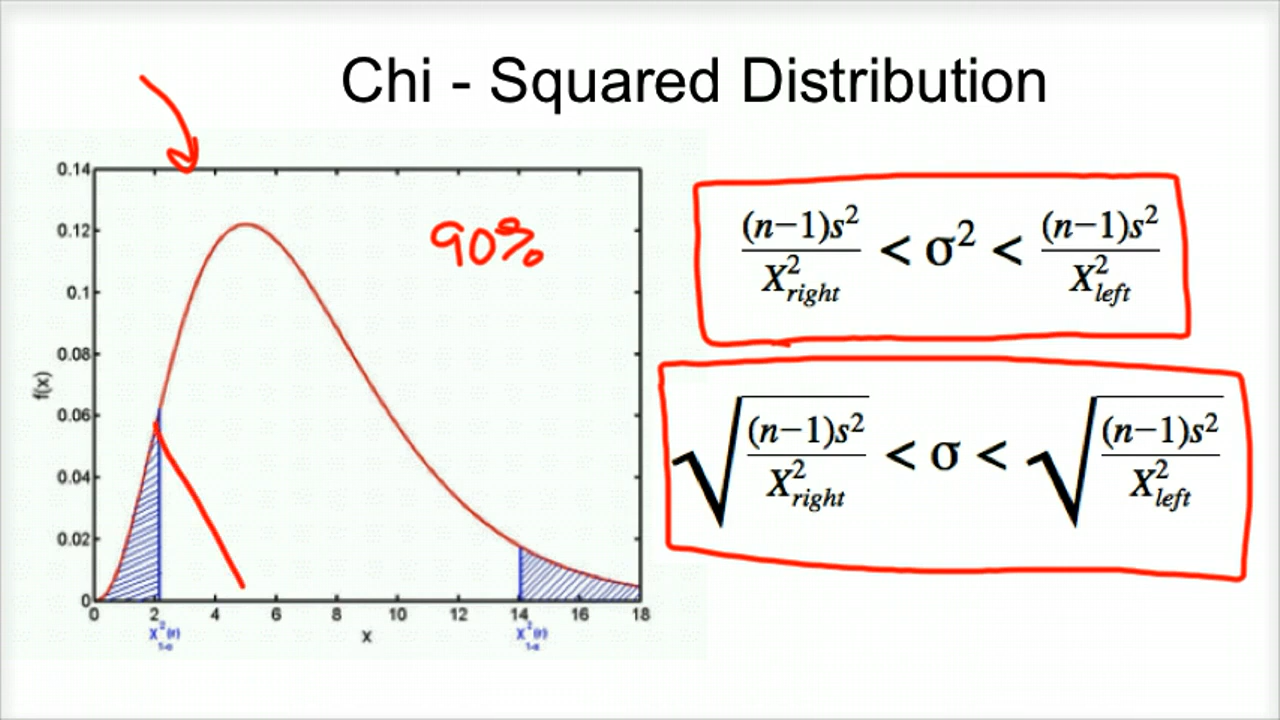 Chi - Squared Distribution
90%
0.14
0.12
0.1
0.08
0.06
0.04
0.02
0
f(x)
0 2 4 6 8 10 12 14 16 18
x
(n−1)s²/X²right < σ² < (n−1)s²/X²left
√((n−1)s²/X²right) < σ < √((n−1)s²/X²left)